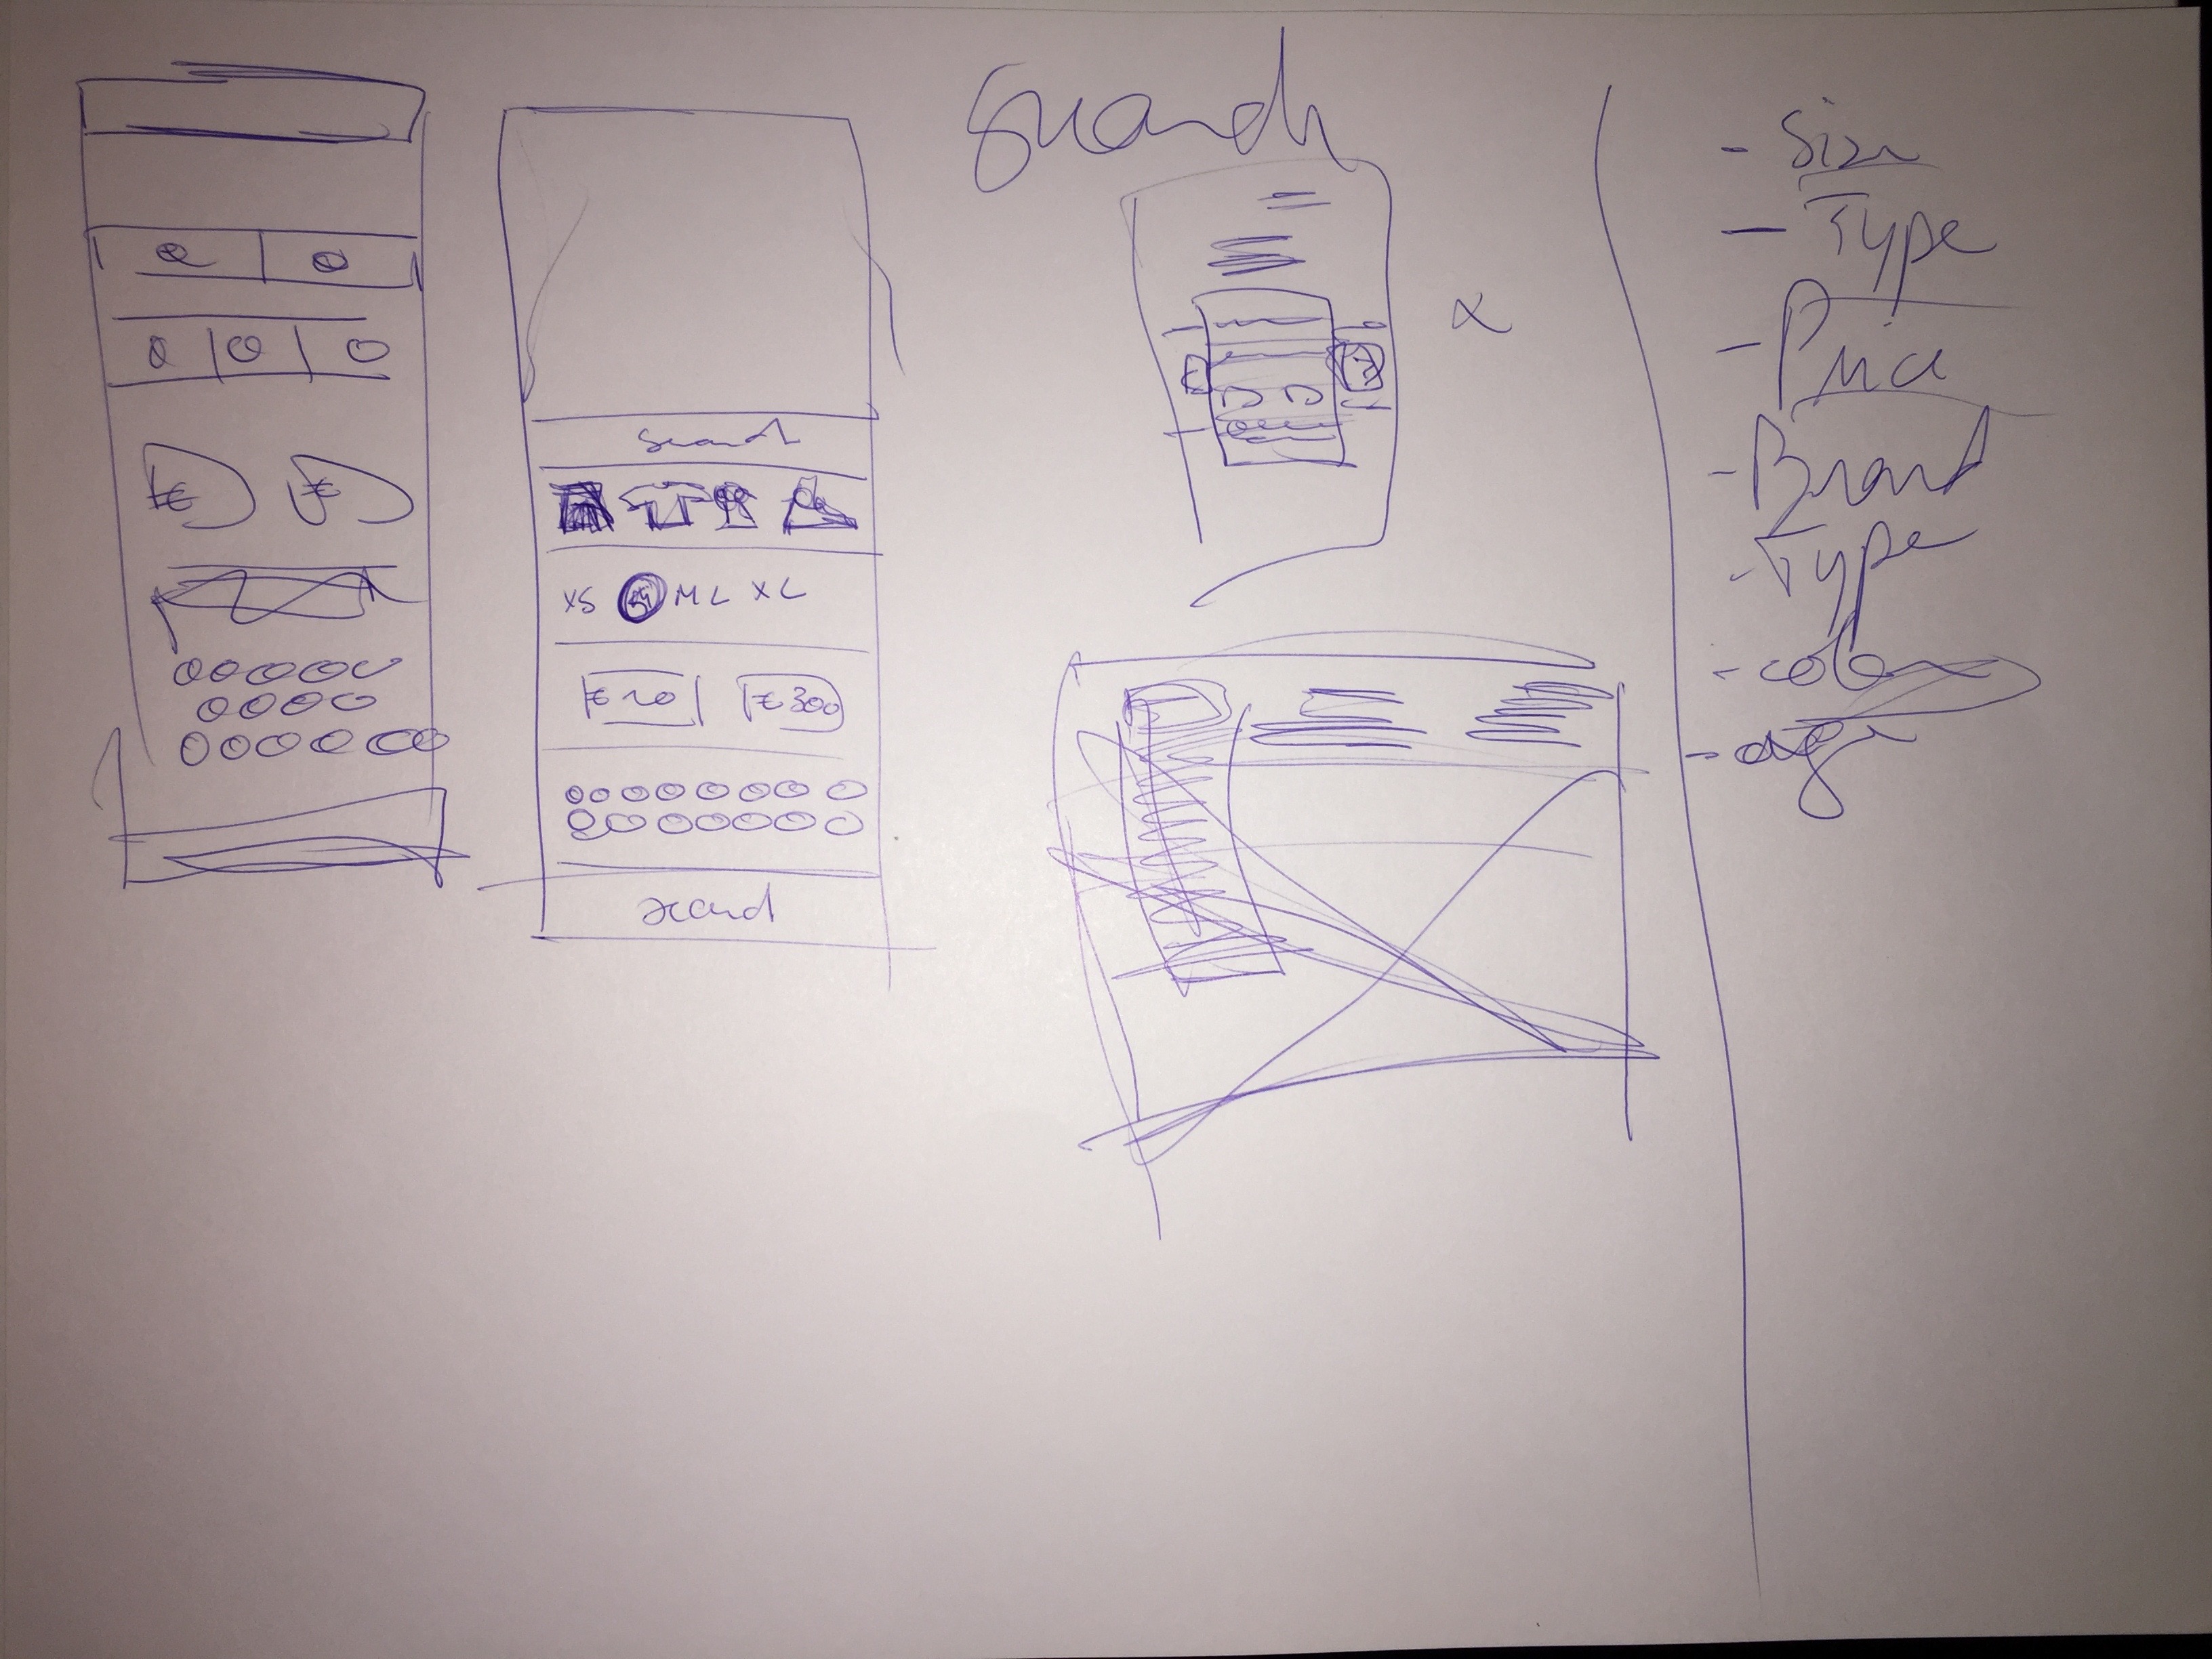 Search
€
€
search
XS M L XL
€ 20
€ 300
search
- Size
- Type
- Price
- Brand
- Type
- color
- age